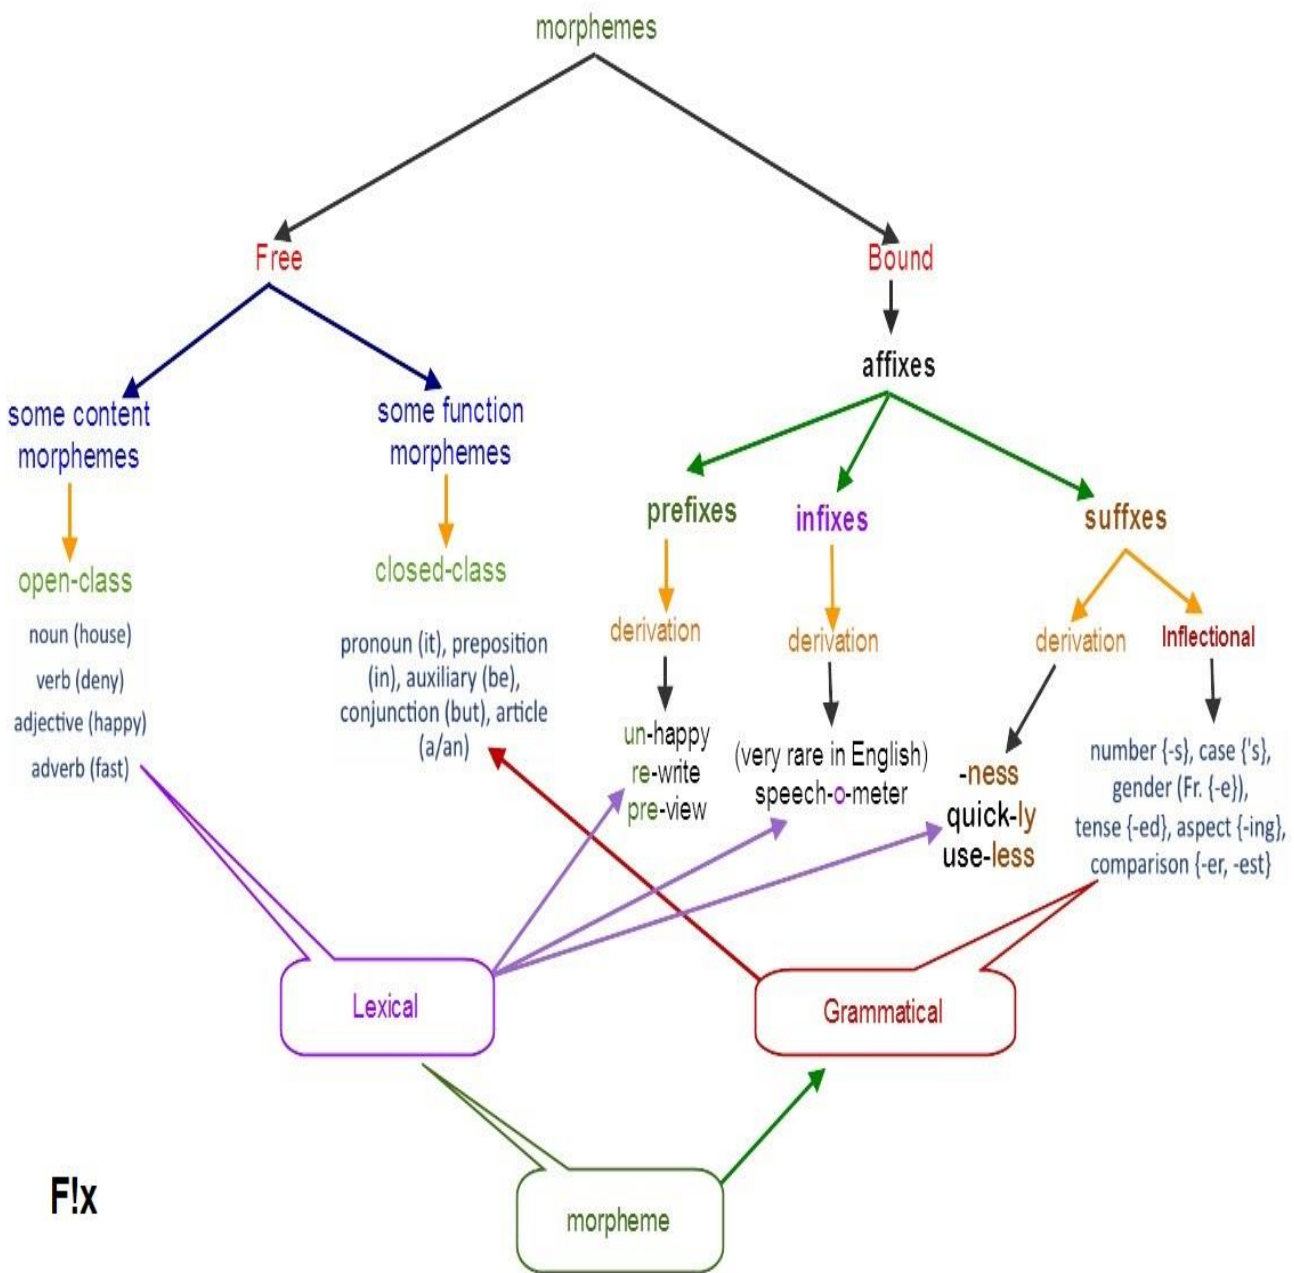 morphemes
Free
Bound
affixes
some content
morphemes
some function
morphemes
prefixes
infixes
suffxes
open-class
closed-class
derivation
derivation
derivation
Inflectional
noun (house)
verb (deny)
adjective (happy)
adverb (fast)
pronoun (it), preposition
(in), auxiliary (be),
conjunction (but), article
(a/an)
un-happy
re-write
pre-view
(very rare in English)
speech-o-meter
-ness
quick-ly
use-less
number {-s}, case {'s},
gender (Fr. {-e}),
tense {-ed}, aspect {-ing},
comparison {-er, -est}
Lexical
Grammatical
morpheme
F!x